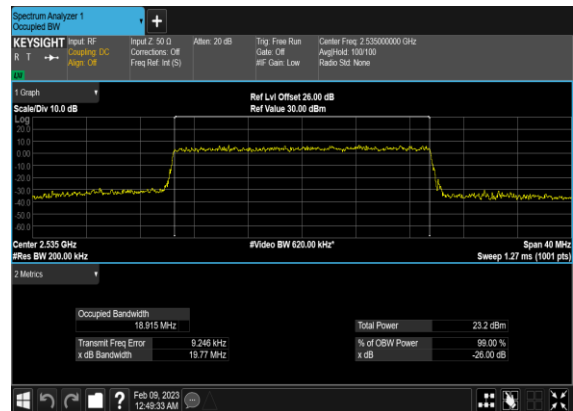 Spectrum Analyzer 1
Occupied BW
+
KEYSIGHT Input: RF Input Z: 50 Ω Atten: 20 dB Trig: Free Run Center Freq: 2.535000000 GHz
R T Coupling: DC Corrections: Off Gate: Off Avg|Hold: 100/100
Align: Off Freq Ref: Int (S) #IF Gain: Low Radio Std: None
1 Graph
Ref Lvl Offset 26.00 dB
Scale/Div 10.0 dB Ref Value 30.00 dBm
Log
20.0
10.0
0.00
-10.0
-20.0
-30.0
-40.0
-50.0
-60.0
Center 2.535 GHz #Video BW 620.00 kHz* Span 40 MHz
#Res BW 200.00 kHz Sweep 1.27 ms (1001 pts)
2 Metrics
Occupied Bandwidth
18.915 MHz Total Power 23.2 dBm
Transmit Freq Error 9.246 kHz % of OBW Power 99.00 %
x dB Bandwidth 19.77 MHz x dB -26.00 dB
? Feb 09, 2023
12:49:33 AM